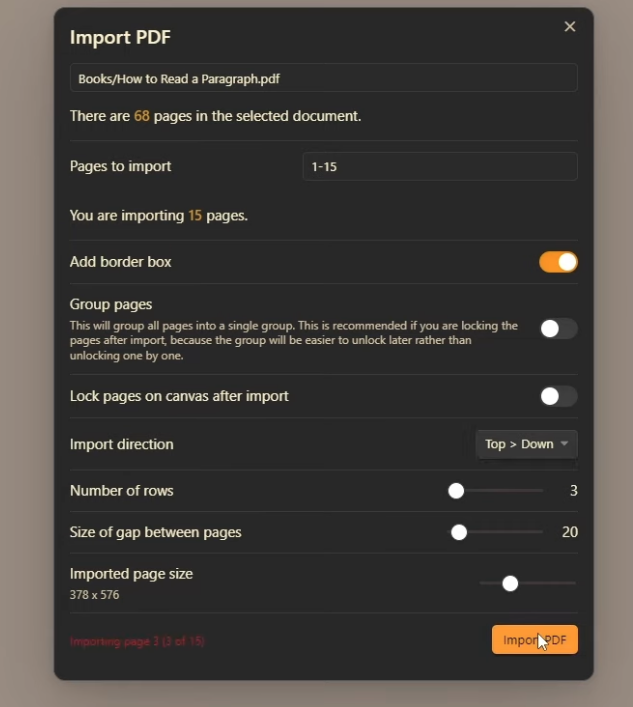 Import PDF
Books/How to Read a Paragraph.pdf
There are 68 pages in the selected document.
Pages to import
1-15
You are importing 15 pages.
Add border box
Group pages
This will group all pages into a single group. This is recommended if you are locking the
pages after import, because the group will be easier to unlock later rather than
unlocking one by one.
Lock pages on canvas after import
Import direction
Top > Down
Number of rows
3
Size of gap between pages
20
Imported page size
378 x 576
Importing page 3 (3 of 15)
Import PDF